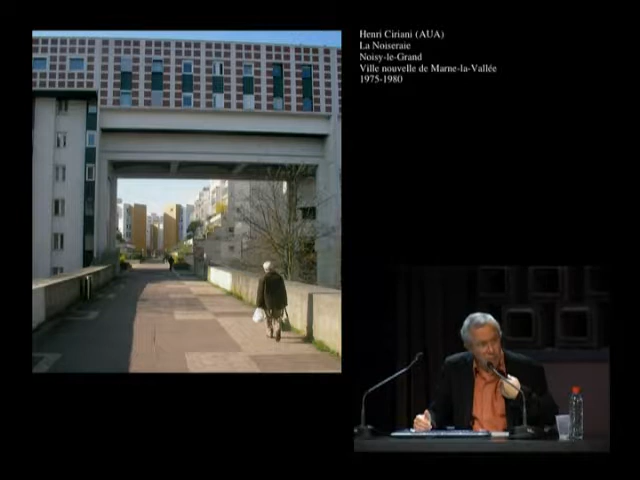 Henri Ciriani (AUA)
La Noiseraie
Noisy-le-Grand
Ville nouvelle de Marne-la-Vallée
1975-1980